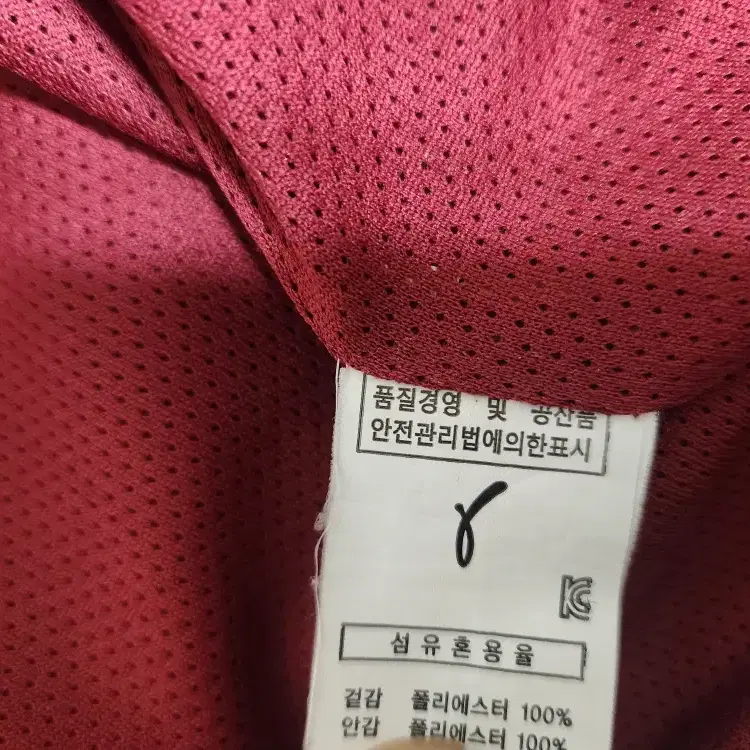 품질경영 및 공산품
안전관리법에의한표시
섬유혼용율
겉감 폴리에스터 100%
안감 폴리에스터 100%